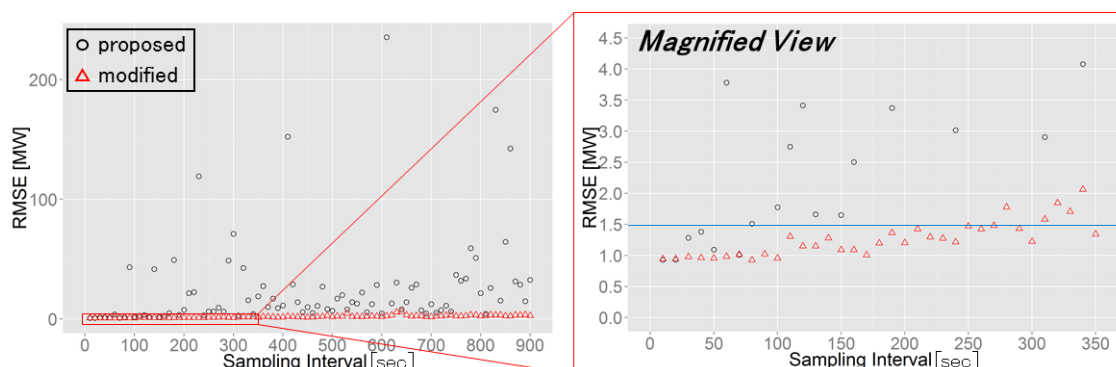 proposed
modified
RMSE [MW]
200
100
0
0 100 200 300 400 500 600 700 800 900
Sampling Interval[sec]
Magnified View
RMSE [MW]
4.5
4.0
3.5
3.0
2.5
2.0
1.5
1.0
0.5
0.0
0 50 100 150 200 250 300 350
Sampling Interval[sec]